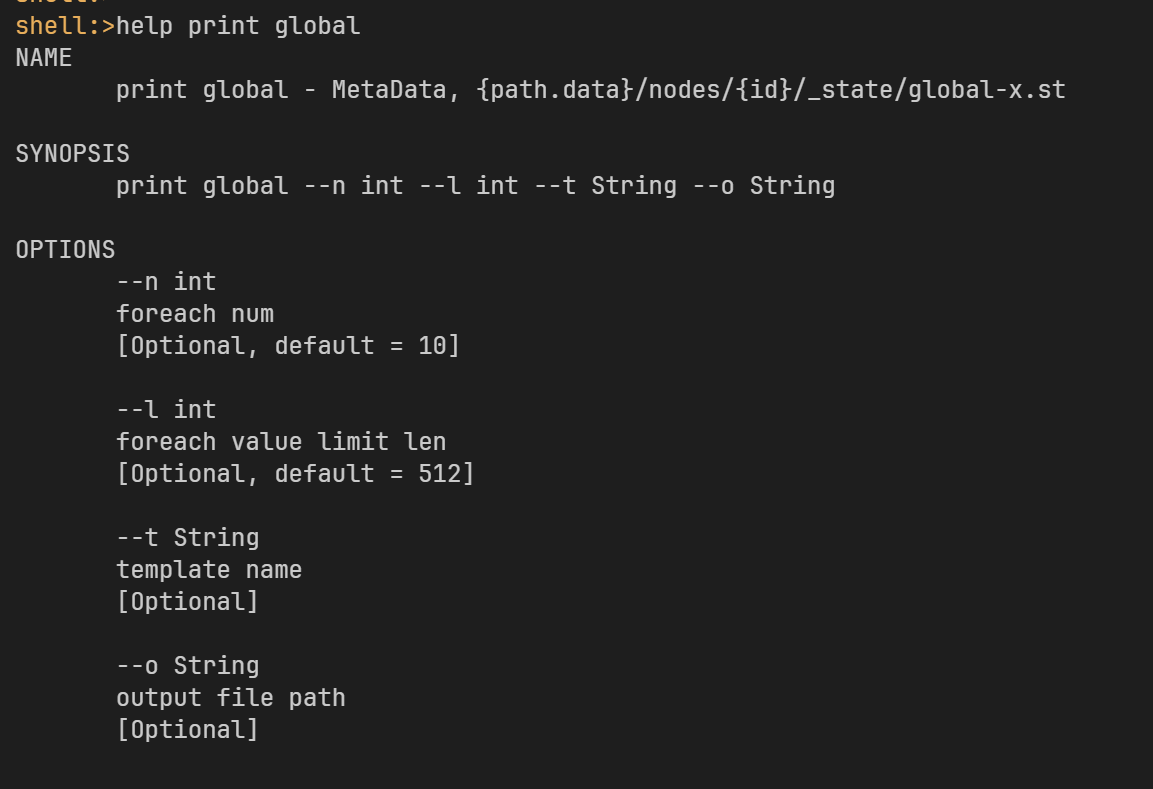 shell:>help print global
NAME
print global - MetaData, {path.data}/nodes/{id}/_state/global-x.st
SYNOPSIS
print global --n int --l int --t String --o String
OPTIONS
--n int
foreach num
[Optional, default = 10]
--l int
foreach value limit len
[Optional, default = 512]
--t String
template name
[Optional]
--o String
output file path
[Optional]